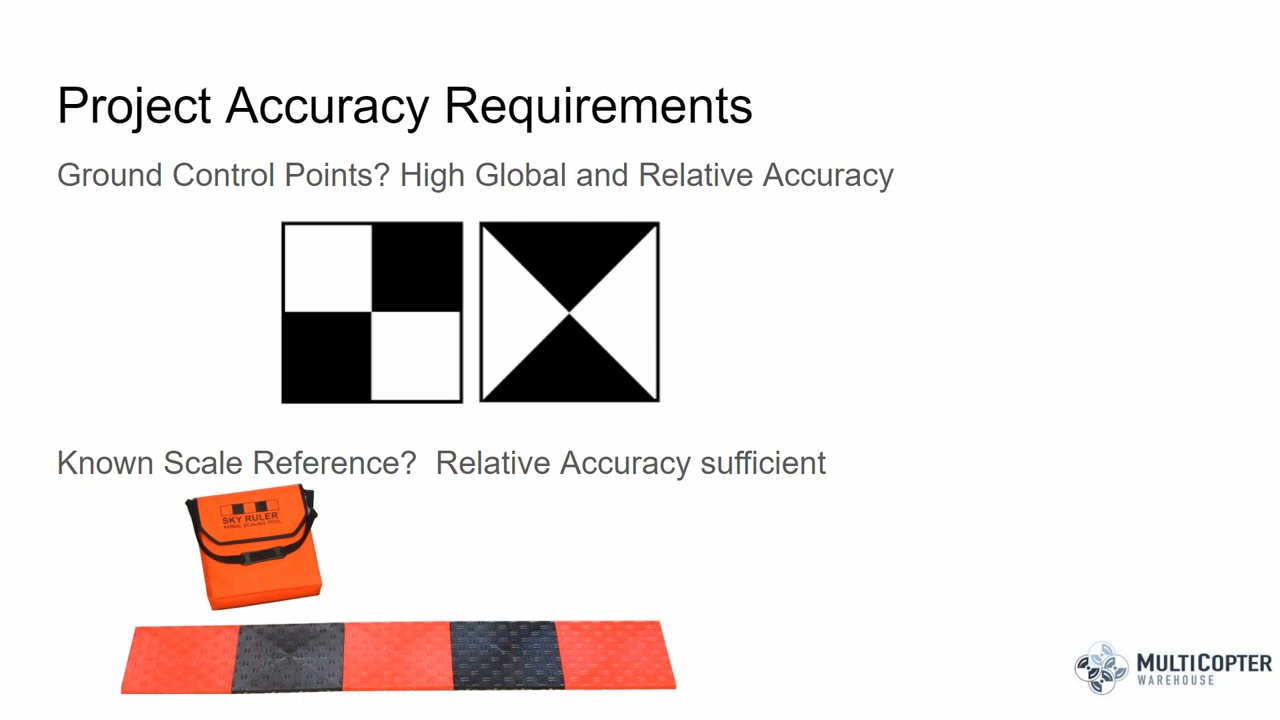 Project Accuracy Requirements
Ground Control Points? High Global and Relative Accuracy
Known Scale Reference?  Relative Accuracy sufficient
SKY RULER
AERIAL SCALING TOOL
MULTICOPTER
WAREHOUSE